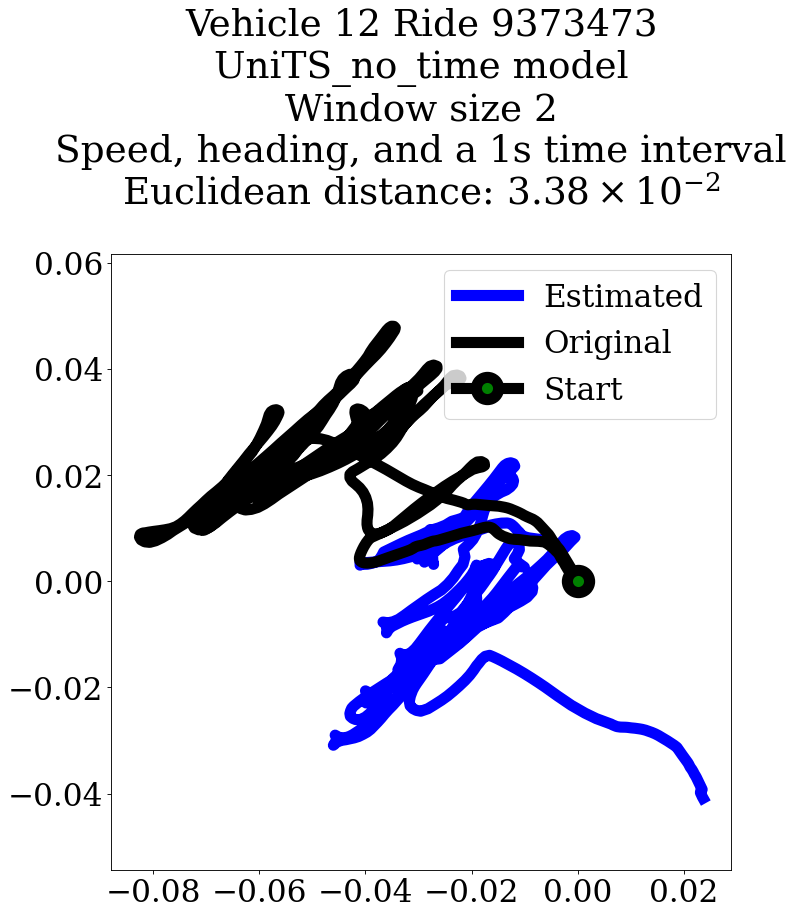 Vehicle 12 Ride 9373473
UniTS_no_time model
Window size 2
Speed, heading, and a 1s time interval
Euclidean distance: 3.38 × 10⁻²
Estimated
Original
Start
0.06
0.04
0.02
0.00
−0.02
−0.04
−0.08 −0.06 −0.04 −0.02 0.00 0.02